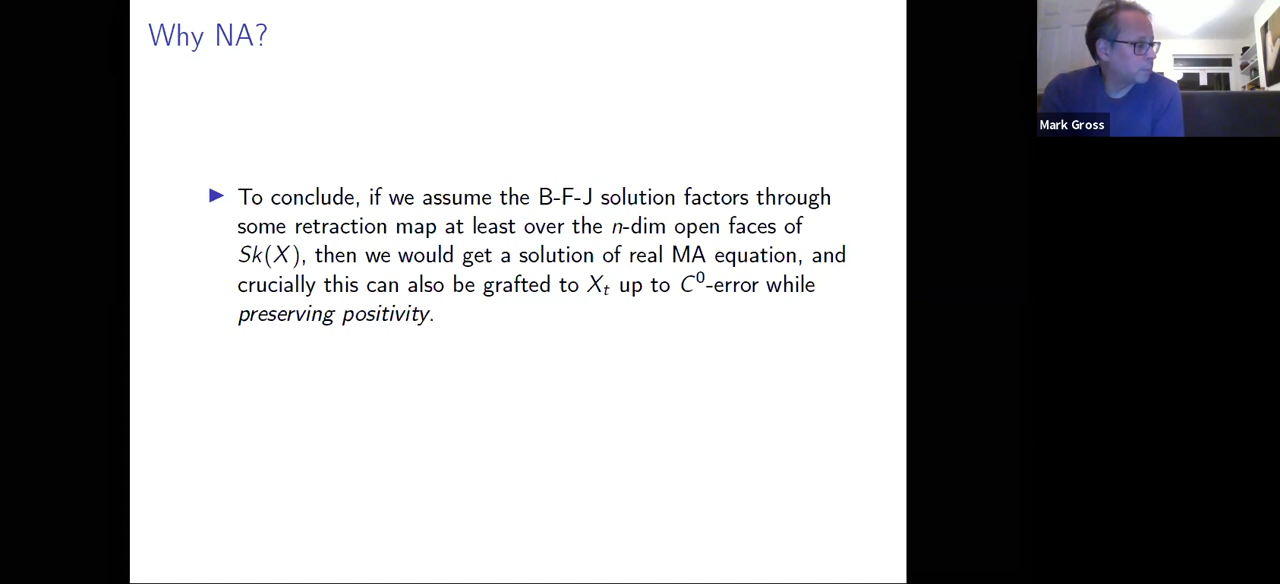 Why NA?
▶ To conclude, if we assume the B-F-J solution factors through
some retraction map at least over the n-dim open faces of
Sk(X), then we would get a solution of real MA equation, and
crucially this can also be grafted to Xₜ up to C⁰-error while
preserving positivity.
Mark Gross